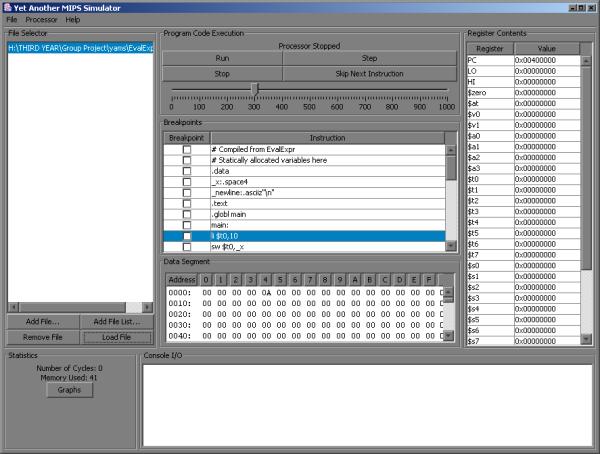 Yet Another MIPS Simulator
File Processor Help
File Selector
H:\THIRD YEAR\Group Project\yams\EvalExp
Add File... Add File List...
Remove File Load File
Program Code Execution
Processor Stopped
Run Step
Stop Skip Next Instruction
0 100 200 300 400 500 600 700 800 900 1000
Breakpoints
Breakpoint Instruction
# Compiled from EvalExpr
# Statically allocated variables here
.data
_x:.space4
_newline:.asciiz"\n"
.text
.globl main
main:
li $t0,10
sw $t0,_x
Data Segment
Address 0 1 2 3 4 5 6 7 8 9 A B C D E F
0000: 00 00 00 00 0A 00 00 00 00 00 00 00 00 00 00 00
0010: 00 00 00 00 00 00 00 00 00 00 00 00 00 00 00 00
0020: 00 00 00 00 00 00 00 00 00 00 00 00 00 00 00 00
0030: 00 00 00 00 00 00 00 00 00 00 00 00 00 00 00 00
0040: 00 00 00 00 00 00 00 00 00 00 00 00 00 00 00 00
Register Contents
Register Value
PC 0x00400000
LO 0x00000000
HI 0x00000000
$zero 0x00000000
$at 0x00000000
$v0 0x00000000
$v1 0x00000000
$a0 0x00000000
$a1 0x00000000
$a2 0x00000000
$a3 0x00000000
$t0 0x00000000
$t1 0x00000000
$t2 0x00000000
$t3 0x00000000
$t4 0x00000000
$t5 0x00000000
$t6 0x00000000
$t7 0x00000000
$s0 0x00000000
$s1 0x00000000
$s2 0x00000000
$s3 0x00000000
$s4 0x00000000
$s5 0x00000000
$s6 0x00000000
$s7 0x00000000
Statistics
Number of Cycles: 0
Memory Used: 41
Graphs
Console I/O